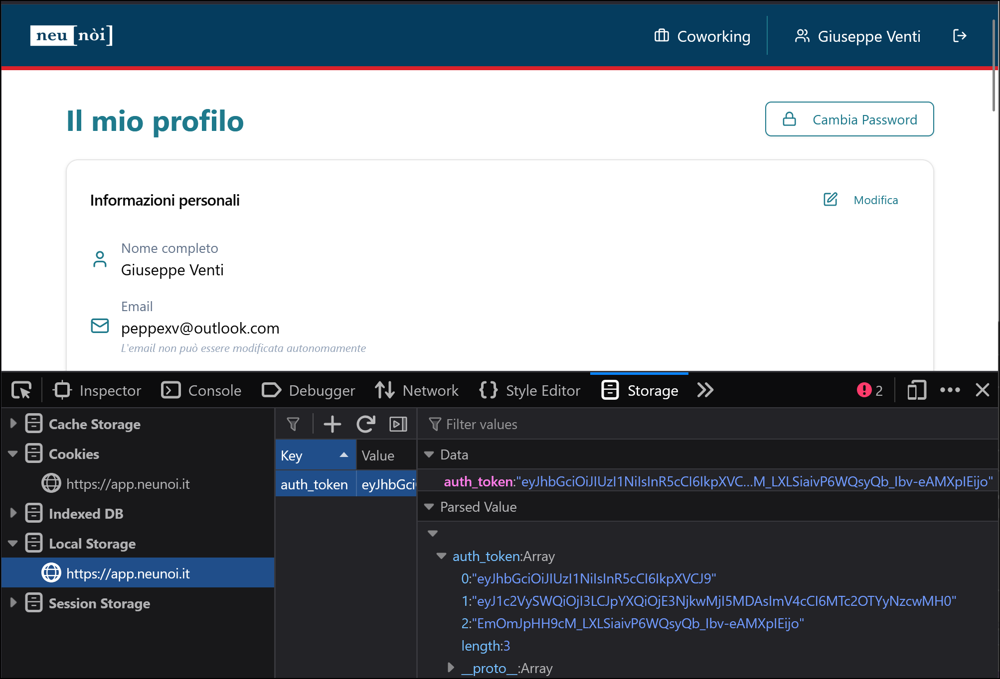 neu[nòi]
Coworking
Giuseppe Venti
Il mio profilo
Cambia Password
Informazioni personali
Modifica
Nome completo
Giuseppe Venti
Email
peppexv@outlook.com
L'email non può essere modificata autonomamente
Inspector
Console
Debugger
Network
Style Editor
Storage
2
Cache Storage
Cookies
https://app.neunoi.it
Indexed DB
Local Storage
https://app.neunoi.it
Session Storage
Key
Value
auth_token
eyJhbGci
Filter values
Data
auth_token:"eyJhbGciOiJIUzI1NiIsInR5cCI6IkpXVC…M_LXLSiaivP6WQsyQb_Ibv-eAMXpIEijo"
Parsed Value
auth_token:Array
0:"eyJhbGciOiJIUzI1NiIsInR5cCI6IkpXVCJ9"
1:"eyJ1c2VySWQiOjI3LCJpYXQiOjE3NjkwMjI5MDAsImV4cCI6MTc2OTYyNzcwMH0"
2:"EmOmJpHH9cM_LXLSiaivP6WQsyQb_Ibv-eAMXpIEijo"
length:3
__proto__:Array